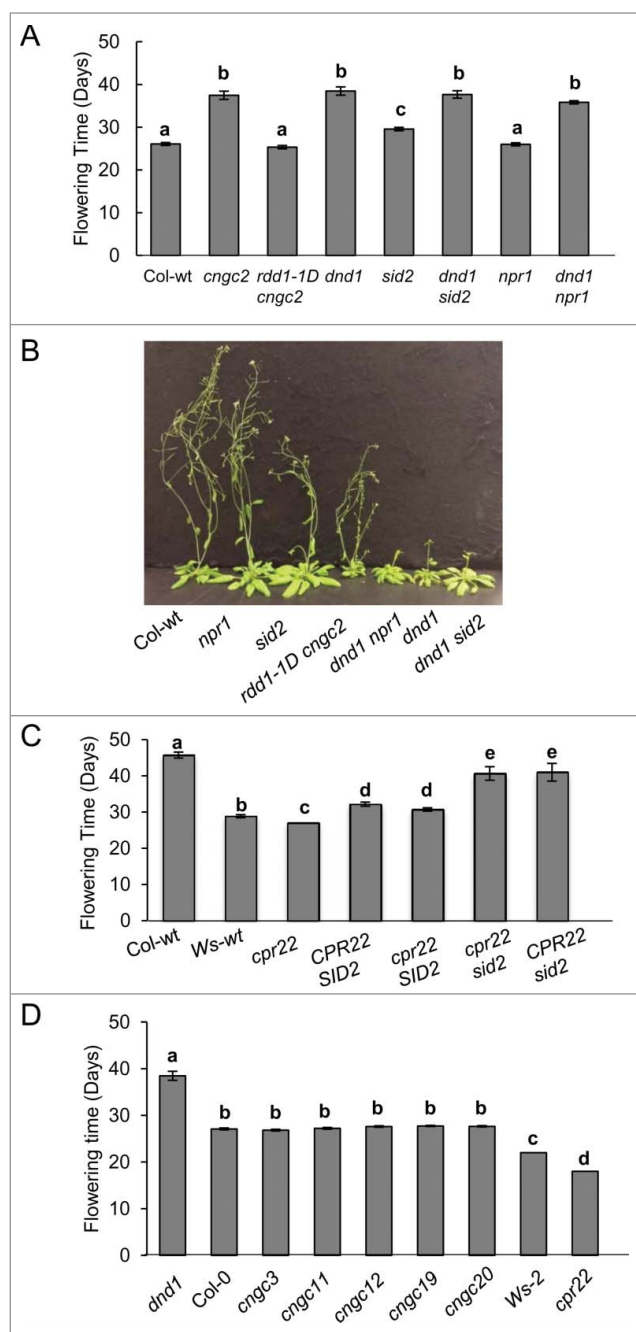 A
Flowering Time (Days)
50
40
30
20
10
0
a
b
a
b
c
b
a
b
Col-wt cngc2 rdd1-1D dnd1 sid2 dnd1 npr1 dnd1
cngc2 sid2 npr1
B
Col-wt
npr1
sid2
rdd1-1D cngc2
dnd1 npr1
dnd1
dnd1 sid2
C
Flowering Time (Days)
50
40
30
20
10
0
a
b
c
d
d
e
e
Col-wt
Ws-wt
cpr22
CPR22
SID2
cpr22
SID2
cpr22
sid2
CPR22
sid2
D
Flowering time (Days)
50
40
30
20
10
0
a
b
b
b
b
b
b
c
d
dnd1
Col-0
cngc3
cngc11
cngc12
cngc19
cngc20
Ws-2
cpr22